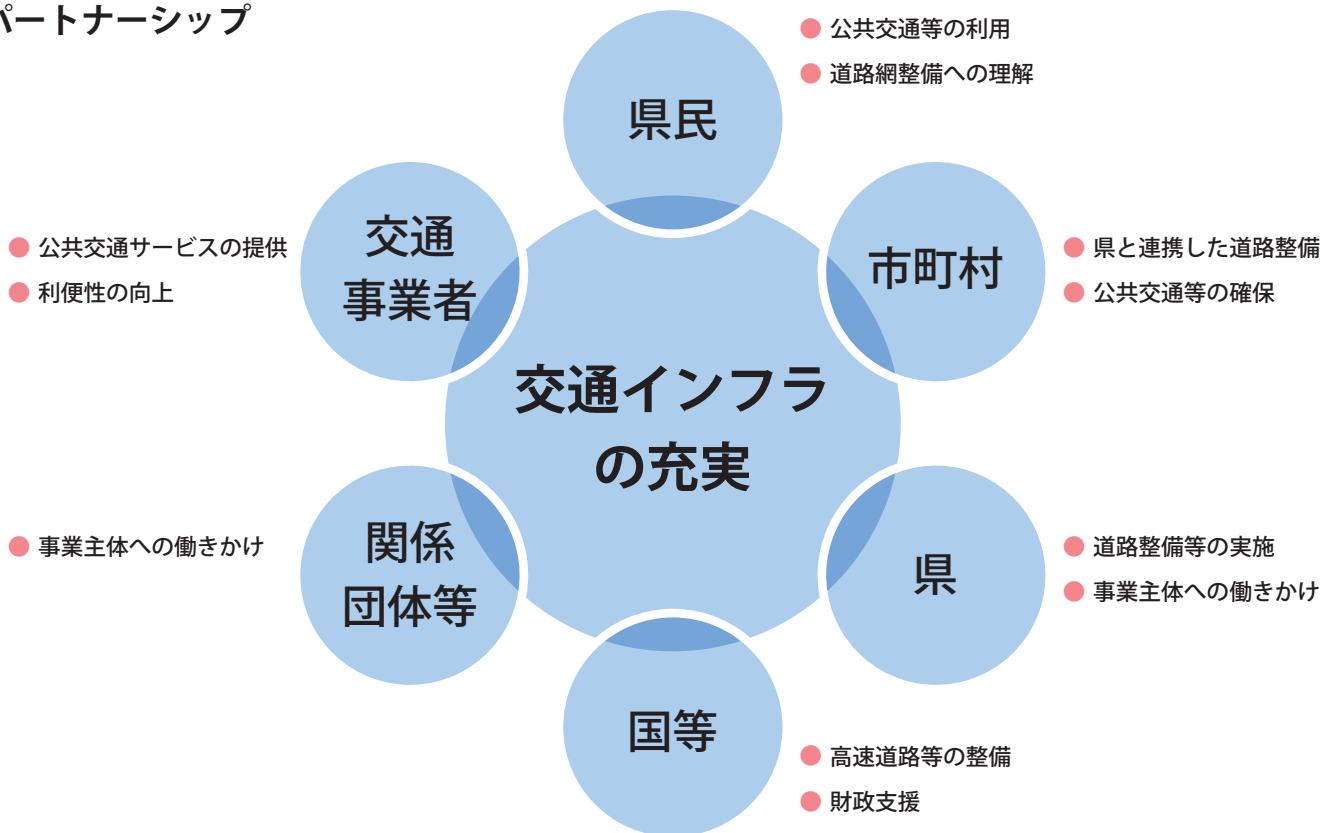 パートナーシップ
県民
公共交通等の利用
道路網整備への理解
市町村
県と連携した道路整備
公共交通等の確保
県
道路整備等の実施
事業主体への働きかけ
国等
高速道路等の整備
財政支援
関係
団体等
事業主体への働きかけ
交通
事業者
公共交通サービスの提供
利便性の向上
交通インフラ
の充実